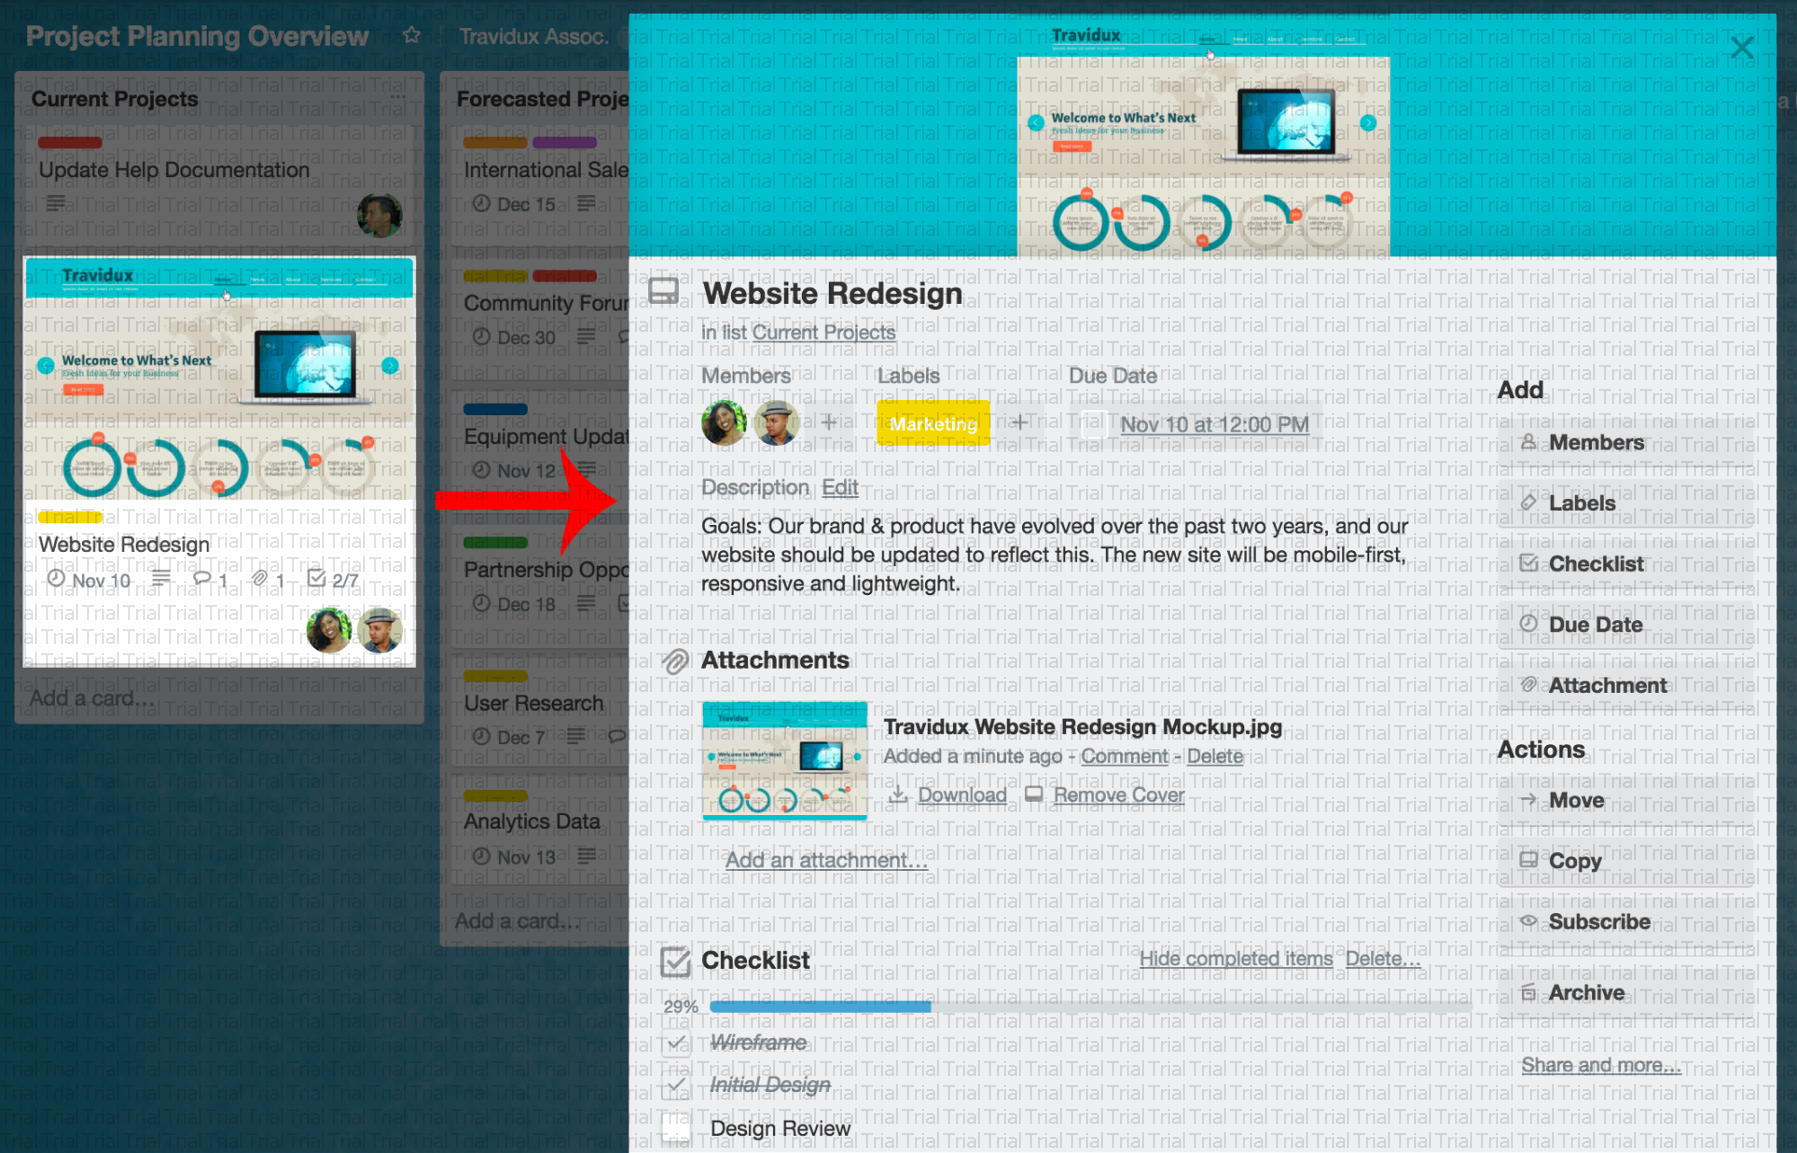 Project Planning Overview
Travidux Assoc.
Current Projects
Update Help Documentation
Travidux
Welcome to What's Next
Fresh Ideas for your Business
Website Redesign
Nov 10
1
1
2/7
Add a card...
Forecasted Proje
International Sale
Dec 15
Community Forur
Dec 30
Equipment Updat
Nov 12
Partnership Oppo
Dec 18
User Research
Dec 7
Analytics Data
Nov 13
Add a card...
Travidux
Welcome to What's Next
Fresh Ideas for your Business
Website Redesign
in list Current Projects
Members
Labels
Due Date
Marketing
Nov 10 at 12:00 PM
Description Edit
Goals: Our brand & product have evolved over the past two years, and our
website should be updated to reflect this. The new site will be mobile-first,
responsive and lightweight.
Attachments
Travidux
Welcome to What's Next
Travidux Website Redesign Mockup.jpg
Added a minute ago - Comment - Delete
Download Remove Cover
Add an attachment...
Checklist
Hide completed items Delete...
29%
Wireframe
Initial Design
Design Review
Add
Members
Labels
Checklist
Due Date
Attachment
Actions
Move
Copy
Subscribe
Archive
Share and more...
Trial